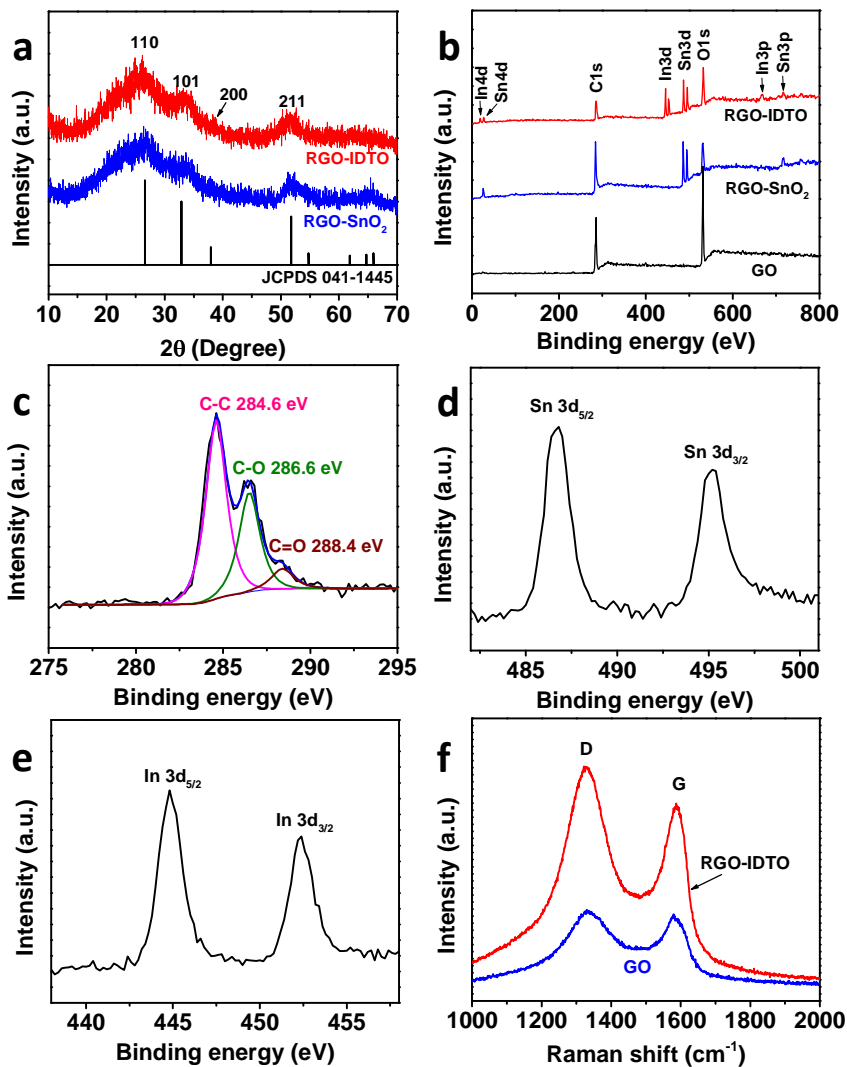 a
110
101
200
211
RGO-IDTO
RGO-SnO₂
JCPDS 041-1445
10 20 30 40 50 60 70
2θ (Degree)
Intensity (a.u.)
b
In4d
Sn4d
C1s
In3d
Sn3d
O1s
In3p
Sn3p
RGO-IDTO
RGO-SnO₂
GO
0 200 400 600 800
Binding energy (eV)
Intensity (a.u.)
c
C-C 284.6 eV
C-O 286.6 eV
C=O 288.4 eV
275 280 285 290 295
Binding energy (eV)
Intensity (a.u.)
d
Sn 3d₅/₂
Sn 3d₃/₂
485 490 495 500
Binding energy (eV)
Intensity (a.u.)
e
In 3d₅/₂
In 3d₃/₂
440 445 450 455
Binding energy (eV)
Intensity (a.u.)
f
D
G
RGO-IDTO
GO
1000 1200 1400 1600 1800 2000
Raman shift (cm⁻¹)
Intensity (a.u.)